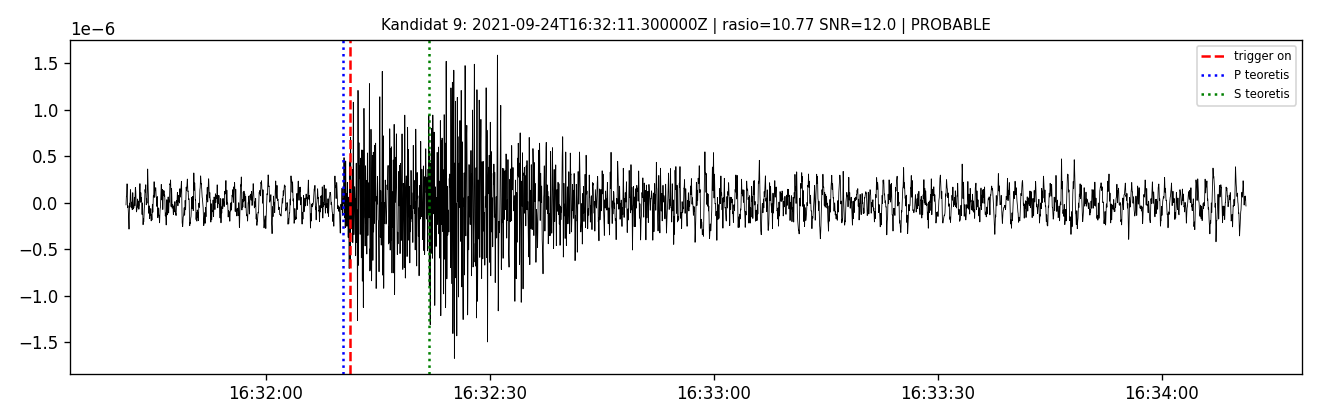 Kandidat 9: 2021-09-24T16:32:11.300000Z | rasio=10.77 SNR=12.0 | PROBABLE
1e−6
trigger on
P teoretis
S teoretis
1.5
1.0
0.5
0.0
−0.5
−1.0
−1.5
16:32:00 16:32:30 16:33:00 16:33:30 16:34:00